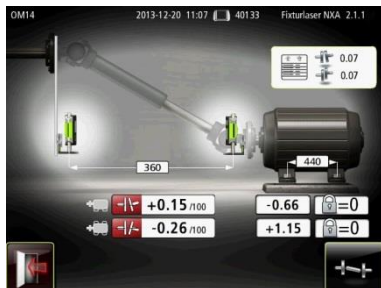 OM14 2013-12-20 11:07 40133 Fixturlaser NXA 2.1.1
0.07
0.07
360
440
+0.15 /100 -0.66 =0
-0.26 /100 +1.15 =0